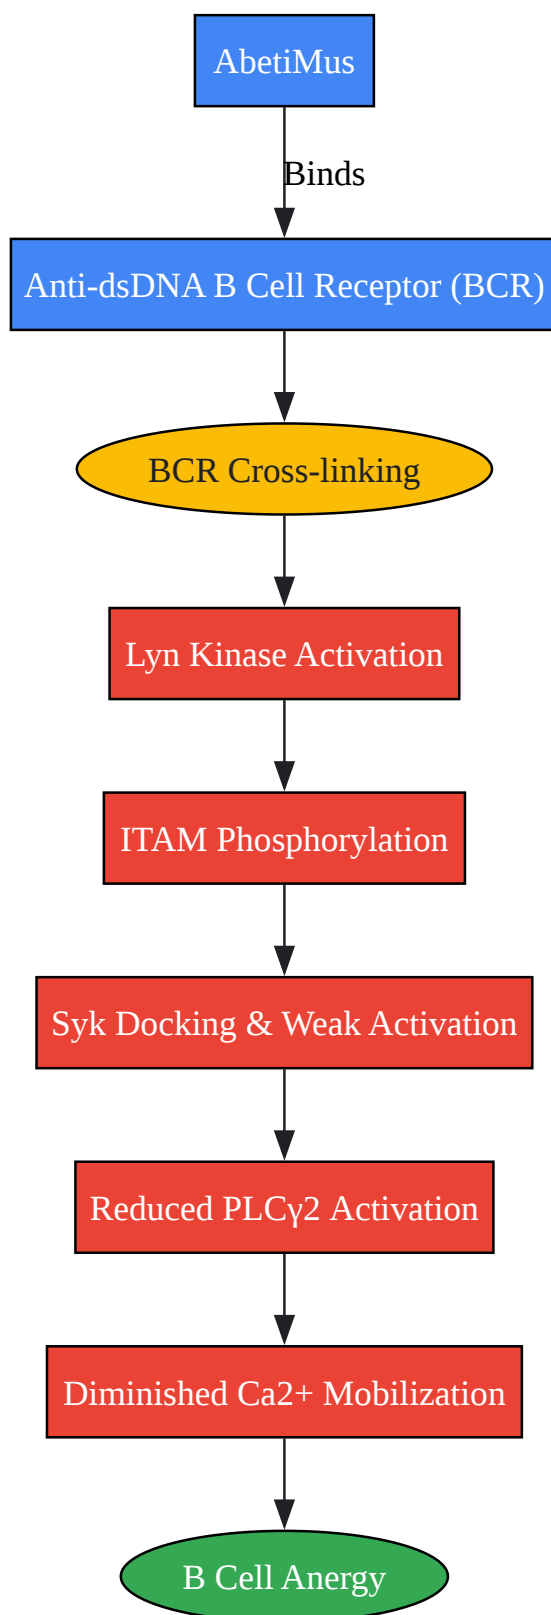 AbetiMus
Binds
Anti-dsDNA B Cell Receptor (BCR)
BCR Cross-linking
Lyn Kinase Activation
ITAM Phosphorylation
Syk Docking & Weak Activation
Reduced PLCγ2 Activation
Diminished Ca2+ Mobilization
B Cell Anergy